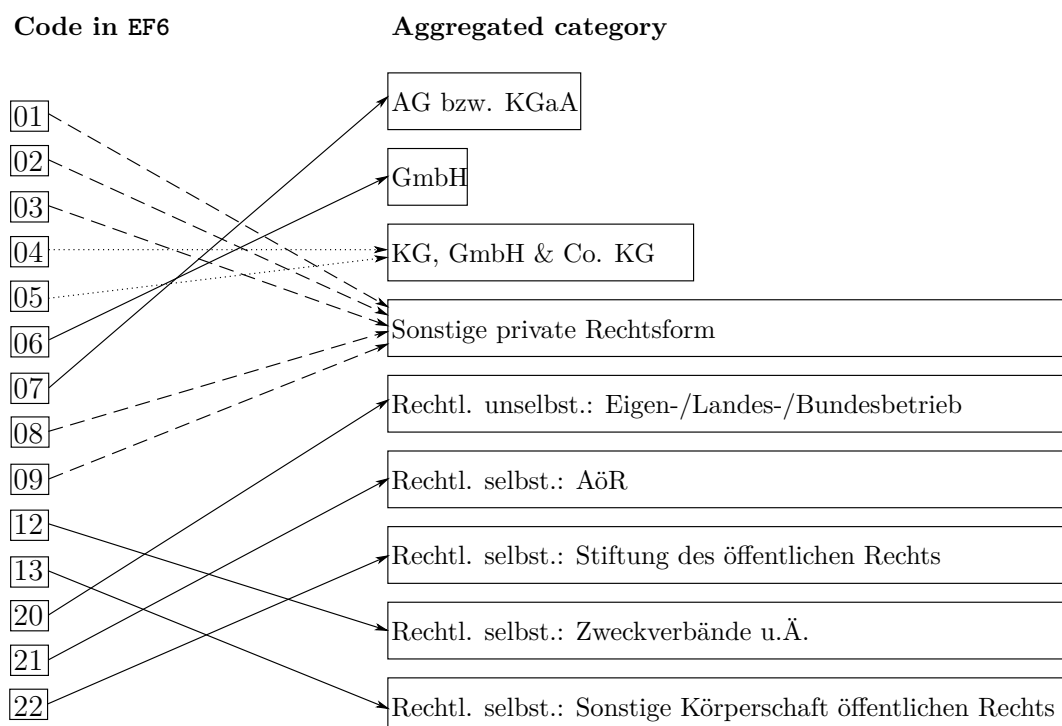 Code in EF6
Aggregated category
01
02
03
04
05
06
07
08
09
12
13
20
21
22
AG bzw. KGaA
GmbH
KG, GmbH & Co. KG
Sonstige private Rechtsform
Rechtl. unselbst.: Eigen-/Landes-/Bundesbetrieb
Rechtl. selbst.: AöR
Rechtl. selbst.: Stiftung des öffentlichen Rechts
Rechtl. selbst.: Zweckverbände u.Ä.
Rechtl. selbst.: Sonstige Körperschaft öffentlichen Rechts